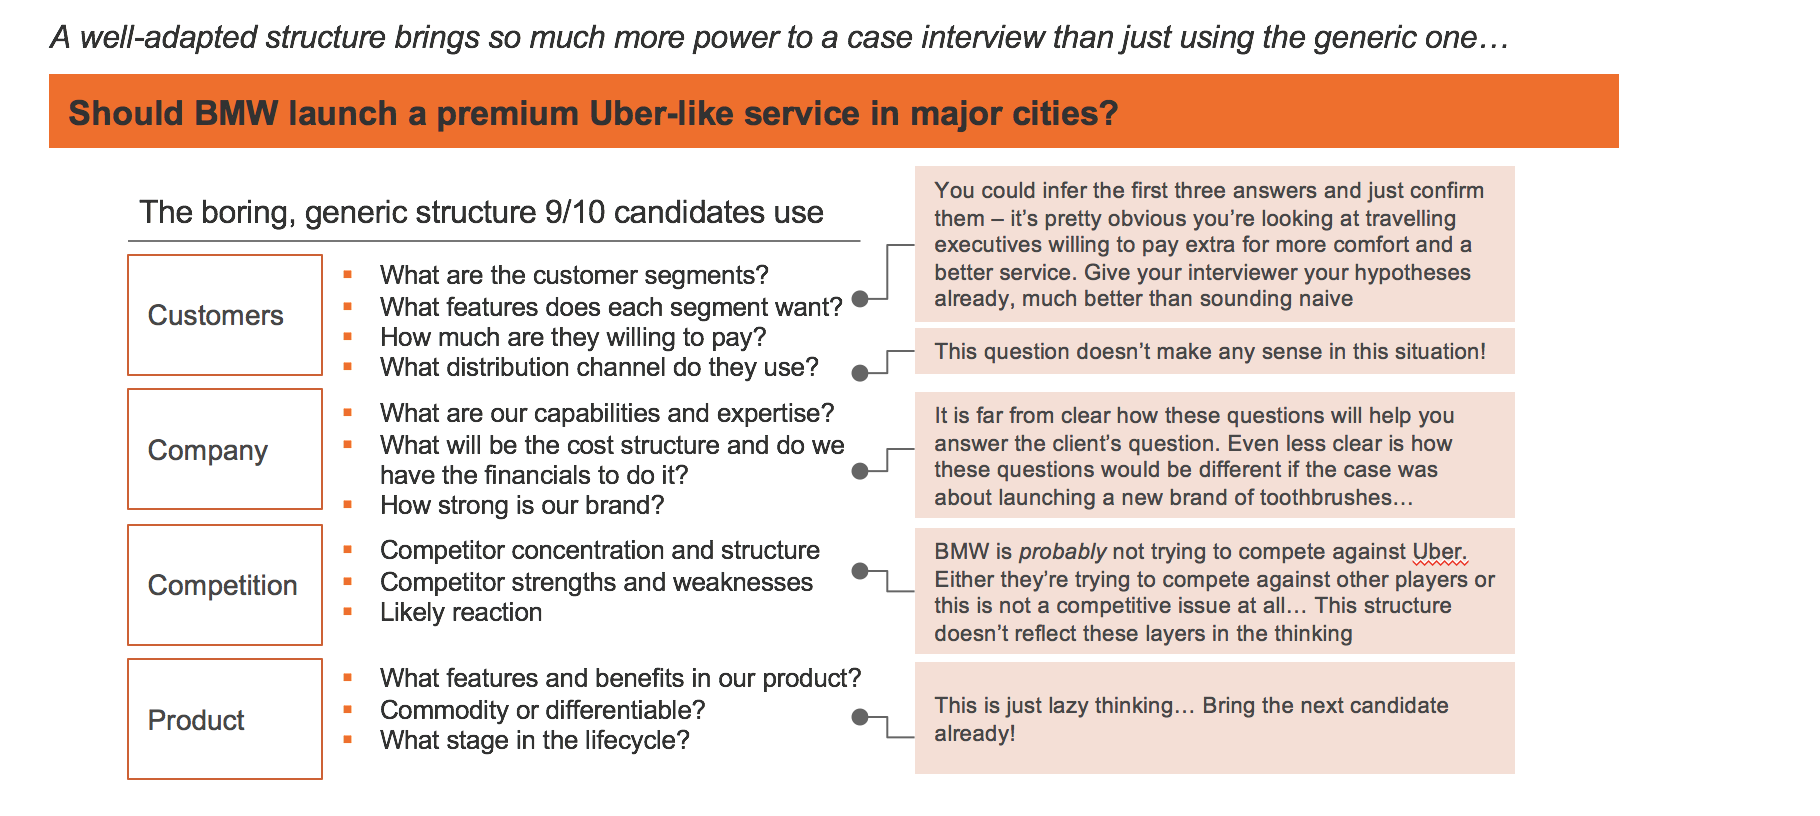 A well-adapted structure brings so much more power to a case interview than just using the generic one…
Should BMW launch a premium Uber-like service in major cities?
The boring, generic structure 9/10 candidates use
Customers
▪ What are the customer segments?
▪ What features does each segment want?
▪ How much are they willing to pay?
▪ What distribution channel do they use?
You could infer the first three answers and just confirm
them – it’s pretty obvious you’re looking at travelling
executives willing to pay extra for more comfort and a
better service. Give your interviewer your hypotheses
already, much better than sounding naive
This question doesn’t make any sense in this situation!
Company
▪ What are our capabilities and expertise?
▪ What will be the cost structure and do we
have the financials to do it?
▪ How strong is our brand?
It is far from clear how these questions will help you
answer the client’s question. Even less clear is how
these questions would be different if the case was
about launching a new brand of toothbrushes…
Competition
▪ Competitor concentration and structure
▪ Competitor strengths and weaknesses
▪ Likely reaction
BMW is probably not trying to compete against Uber.
Either they’re trying to compete against other players or
this is not a competitive issue at all… This structure
doesn’t reflect these layers in the thinking
Product
▪ What features and benefits in our product?
▪ Commodity or differentiable?
▪ What stage in the lifecycle?
This is just lazy thinking… Bring the next candidate
already!